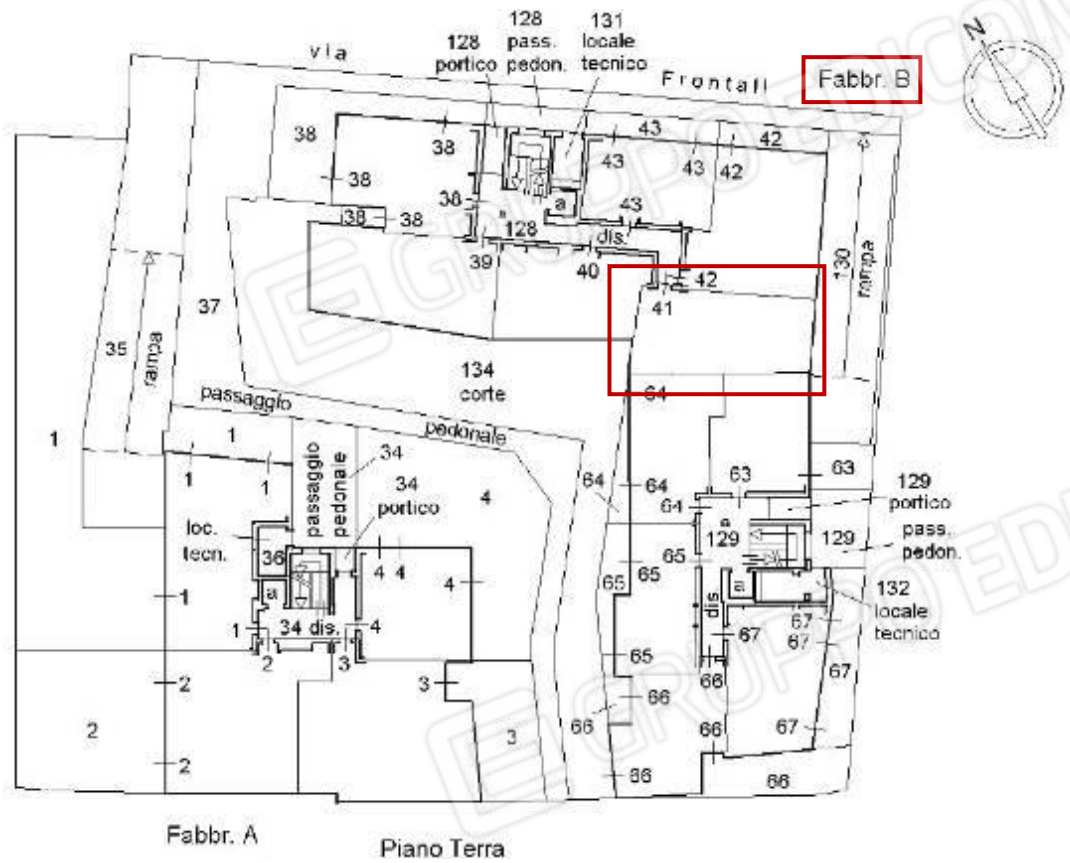 via
Frontali
Fabbr. B
N
128
portico
128
pass.
pedon.
131
locale
tecnico
38
38
38
38
38
38
43
43
43
43
42
42
42
a
128
dis.
39
40
41
130
rampa
37
35
rampa
134
corte
passaggio
pedonale
1
1
1
1
passaggio
pedonale
34
34
portico
4
64
64
64
64
63
63
129
portico
129
129
pass.
pedon.
loc.
tecn.
36
a
4
4
4
4
65
65
65
dis
a
132
locale
tecnico
1
1
34
dis.
2
3
67
67
67
67
67
2
2
2
3
3
66
66
66
66
66
66
Fabbr. A
Piano Terra
GRUPPO EDICOM
GRUPPO EDICOM